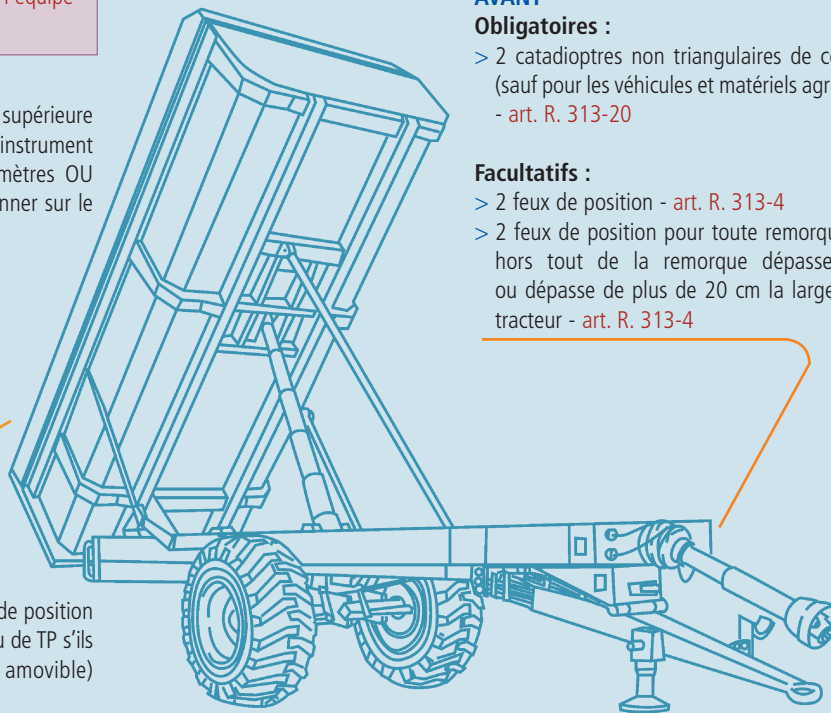 l'équipe
supérieure
instrument
mètres OU
nner sur le
AVANT
Obligatoires :
> 2 catadioptres non triangulaires de c
(sauf pour les véhicules et matériels agr
- art. R. 313-20
Facultatifs :
> 2 feux de position - art. R. 313-4
> 2 feux de position pour toute remorqu
hors tout de la remorque dépasse
ou dépasse de plus de 20 cm la large
tracteur - art. R. 313-4
de position
u de TP s'ils
amovible)